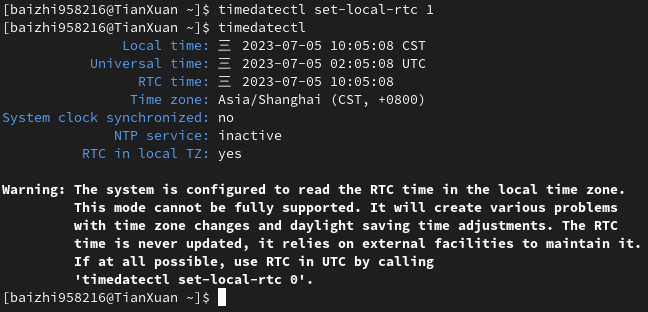 [baizhi958216@TianXuan ~]$ timedatectl set-local-rtc 1
[baizhi958216@TianXuan ~]$ timedatectl
Local time: 三 2023-07-05 10:05:08 CST
Universal time: 三 2023-07-05 02:05:08 UTC
RTC time: 三 2023-07-05 10:05:08
Time zone: Asia/Shanghai (CST, +0800)
System clock synchronized: no
NTP service: inactive
RTC in local TZ: yes
Warning: The system is configured to read the RTC time in the local time zone.
This mode cannot be fully supported. It will create various problems
with time zone changes and daylight saving time adjustments. The RTC
time is never updated, it relies on external facilities to maintain it.
If at all possible, use RTC in UTC by calling
'timedatectl set-local-rtc 0'.
[baizhi958216@TianXuan ~]$